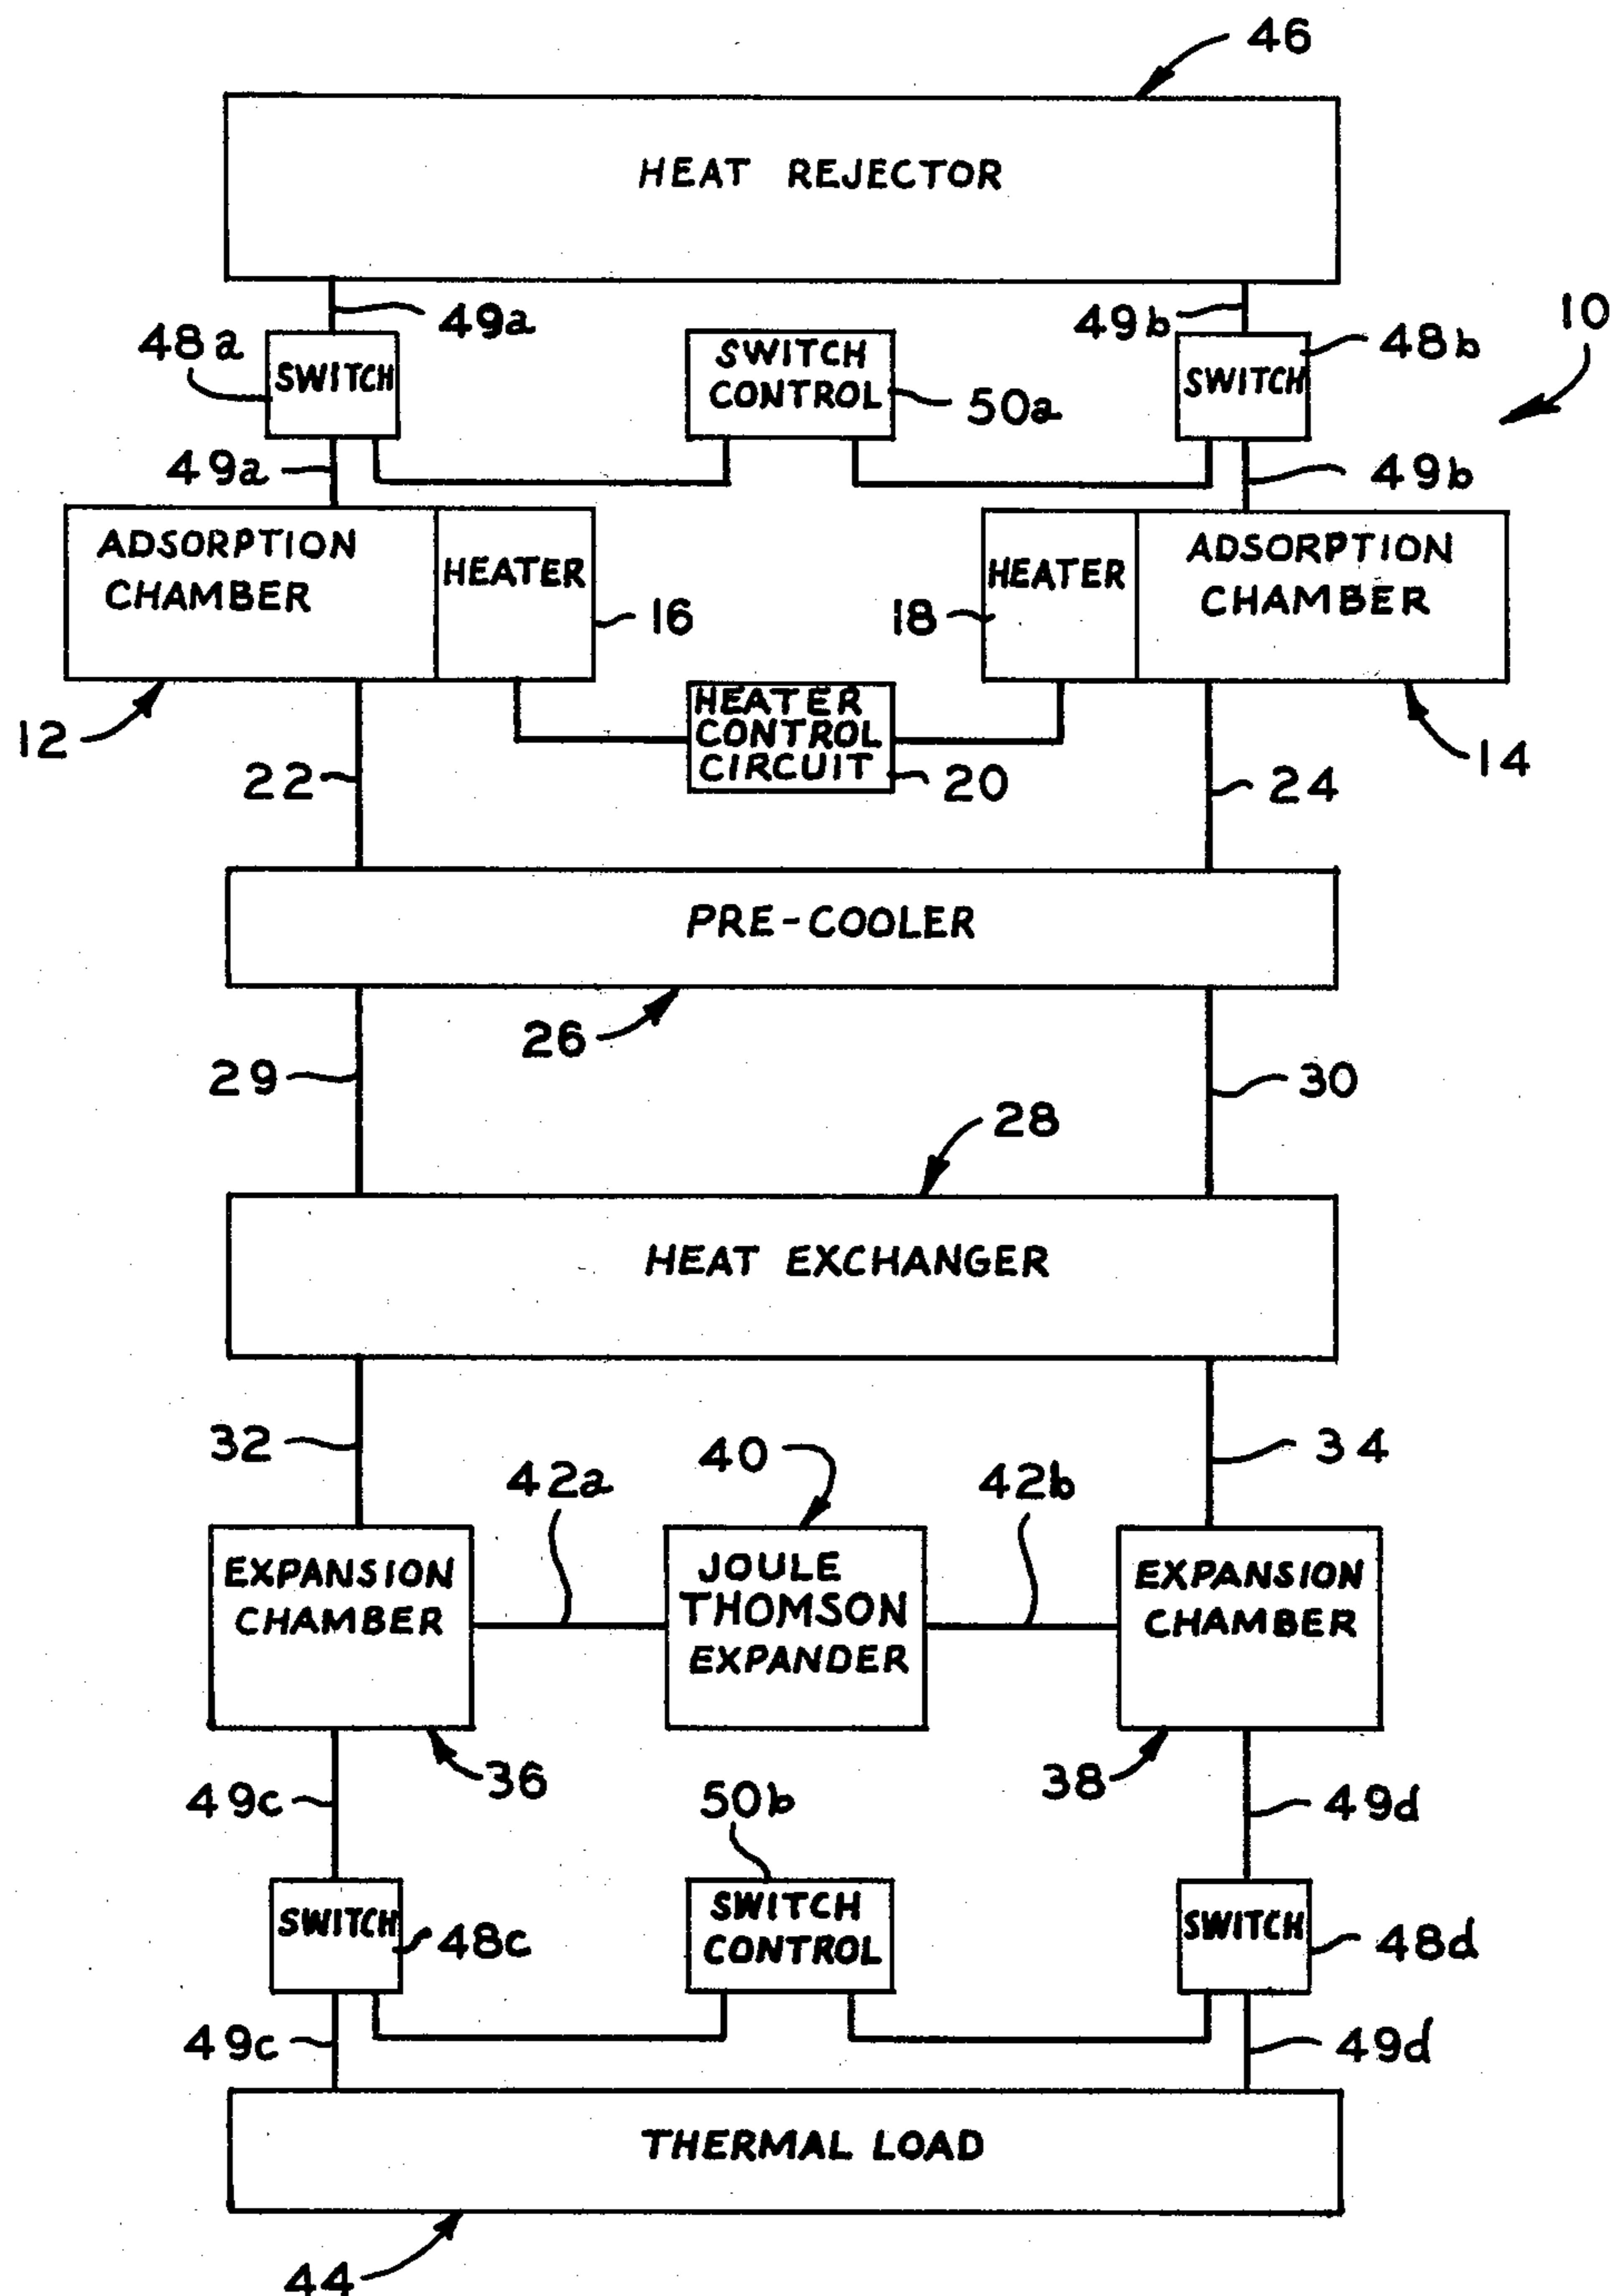 46
HEAT REJECTOR
49a
49b
10
48a
SWITCH
SWITCH
CONTROL
50a
SWITCH
48b
49a
49b
ADSORPTION
CHAMBER
HEATER
16
18
HEATER
ADSORPTION
CHAMBER
12
HEATER
CONTROL
CIRCUIT
20
14
22
24
PRE-COOLER
26
29
30
28
HEAT EXCHANGER
32
34
40
42a
42b
EXPANSION
CHAMBER
JOULE
THOMSON
EXPANDER
EXPANSION
CHAMBER
36
38
49c
50b
49d
SWITCH
48c
SWITCH
CONTROL
SWITCH
48d
49c
49d
THERMAL LOAD
44